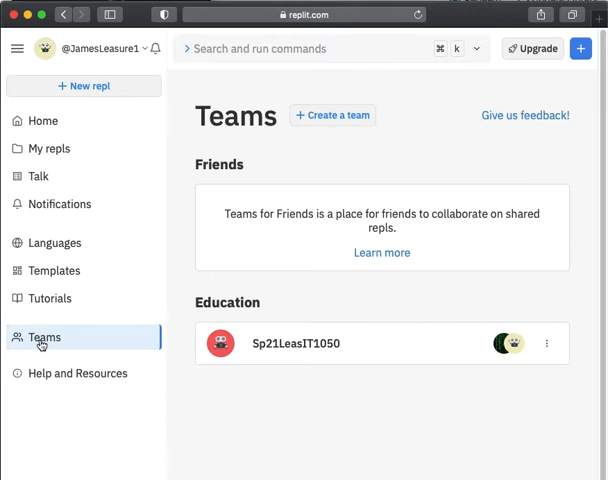 replit.com
@JamesLeasure1
Search and run commands
⌘ k
Upgrade
+
+ New repl
Home
My repls
Talk
Notifications
Languages
Templates
Tutorials
Teams
Help and Resources
Teams
+ Create a team
Give us feedback!
Friends
Teams for Friends is a place for friends to collaborate on shared
repls.
Learn more
Education
Sp21LeasIT1050